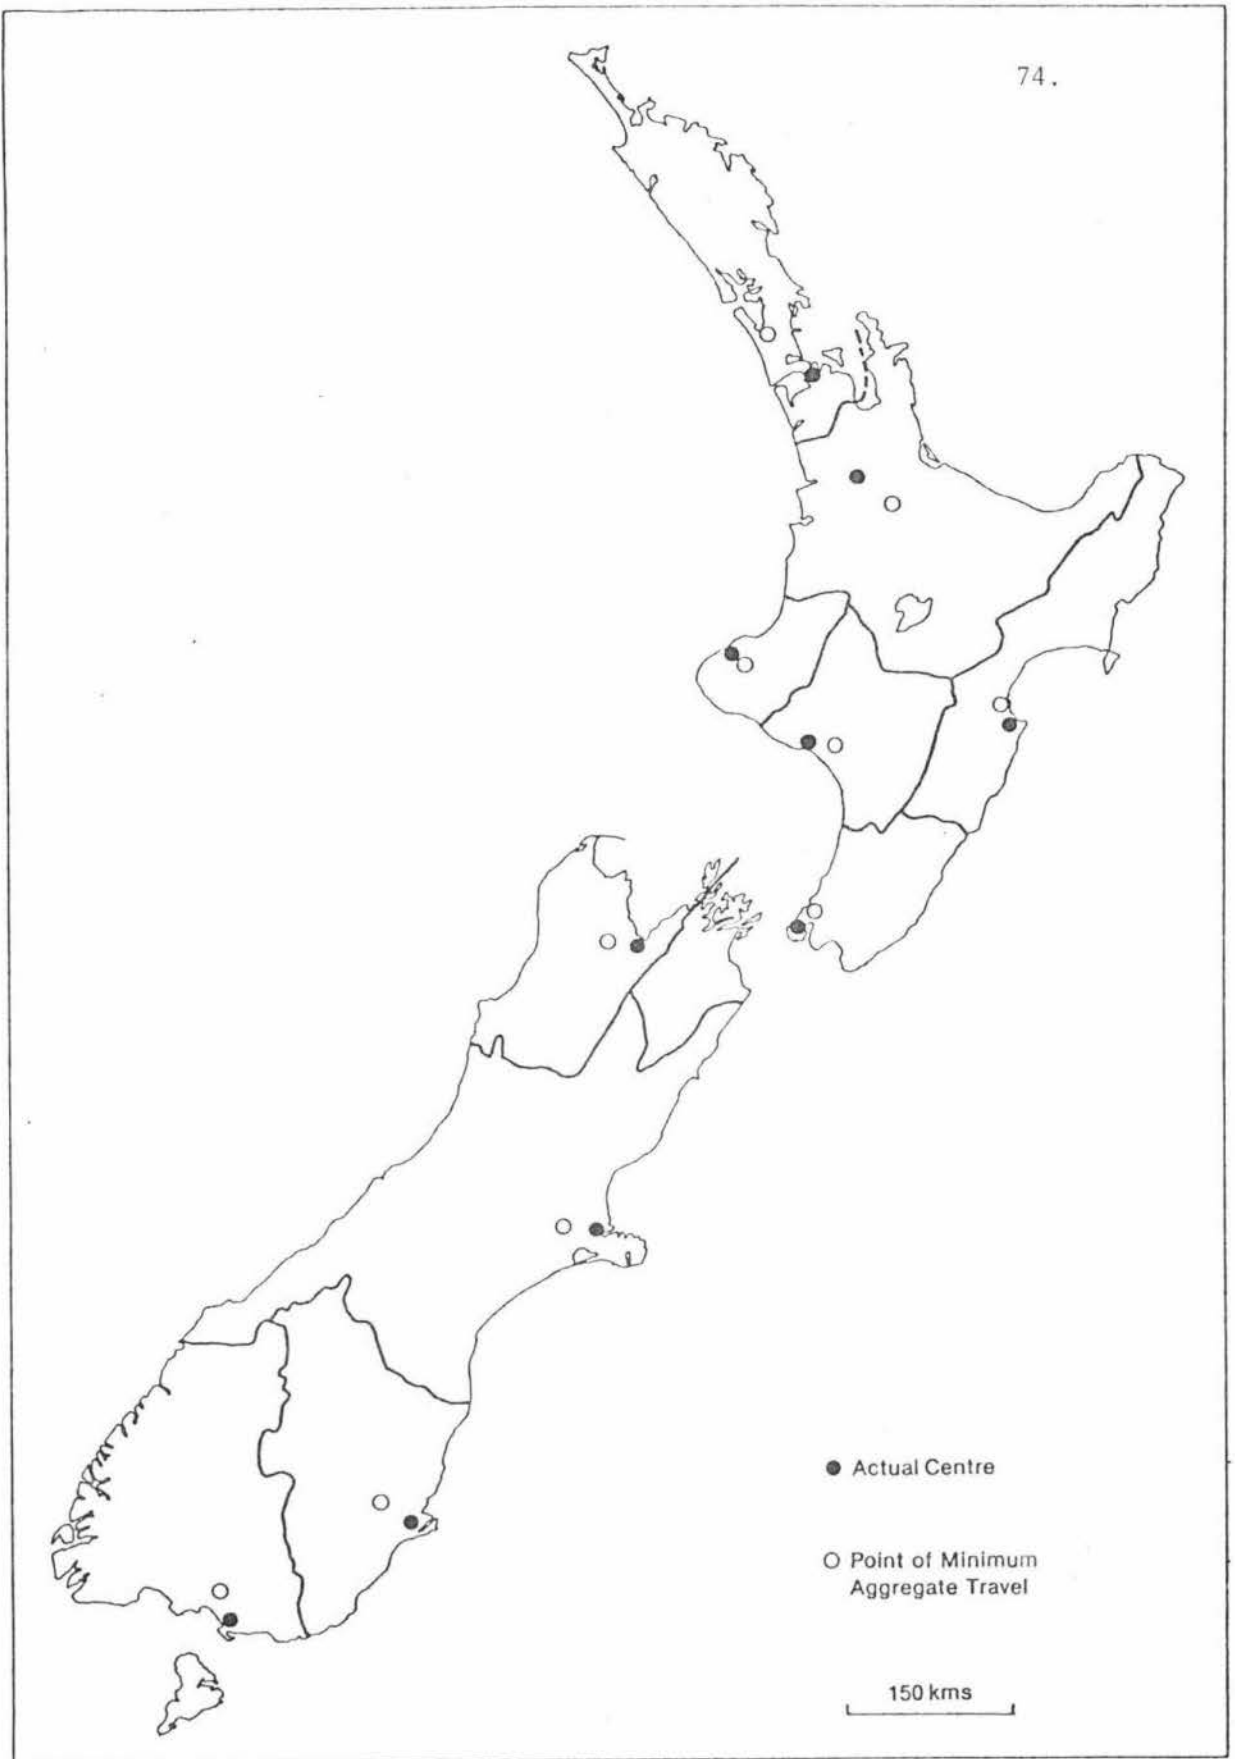 74.
Actual Centre
Point of Minimum
Aggregate Travel
150 kms